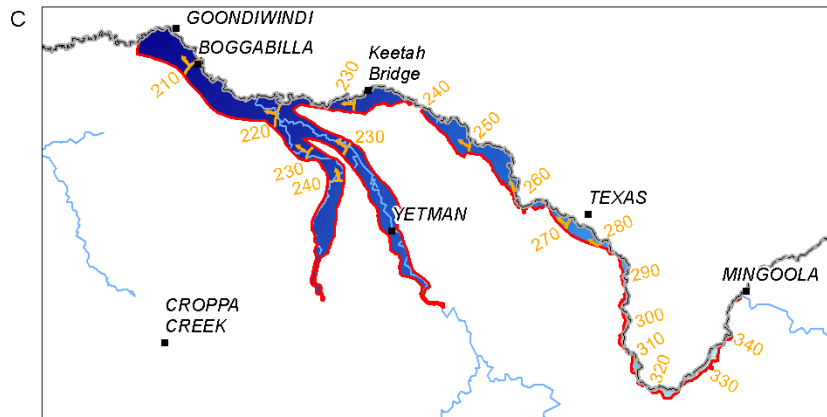 C
GOONDIWINDI
BOGGABILLA
Keetah
Bridge
210
230
240
220
250
230
230
240
260
TEXAS
YETMAN
270
280
290
MINGOOLA
CROPPA
CREEK
300
310
340
320
330